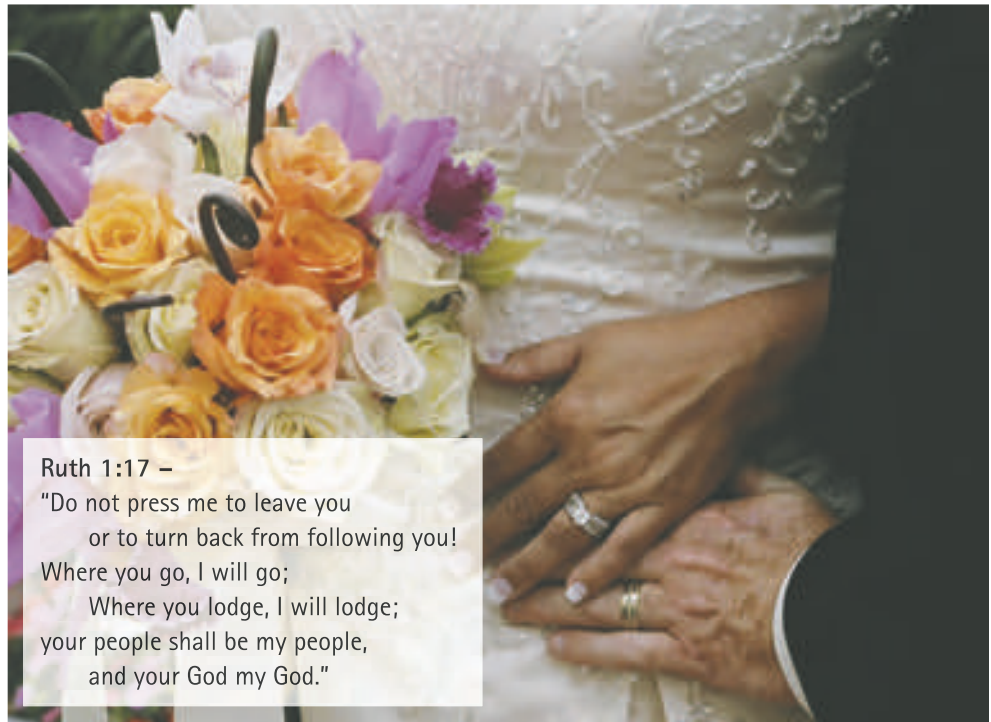 Ruth 1:17 –
“Do not press me to leave you
or to turn back from following you!
Where you go, I will go;
Where you lodge, I will lodge;
your people shall be my people,
and your God my God.”